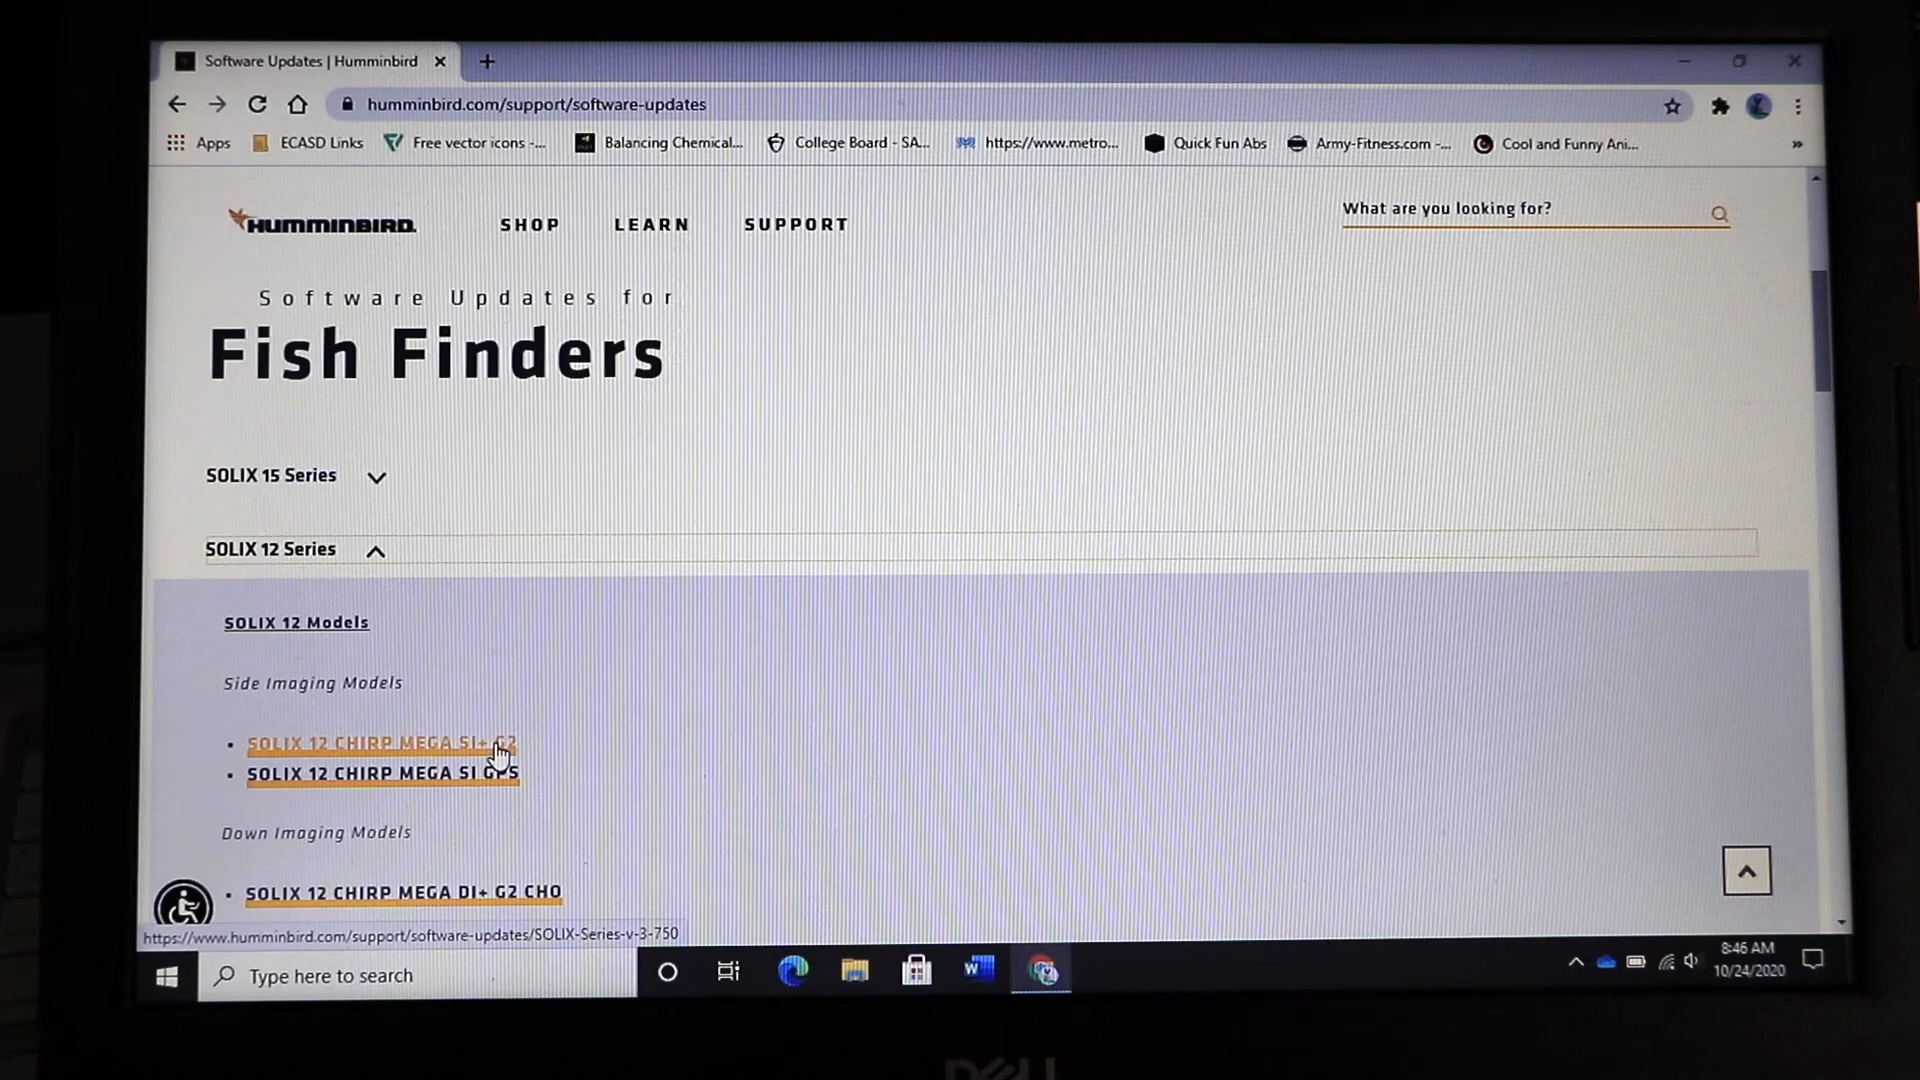 Software Updates | Humminbird
humminbird.com/support/software-updates
Apps ECASD Links Free vector icons -... Balancing Chemical... College Board - SA... https://www.metro... Quick Fun Abs Army-Fitness.com -... Cool and Funny Ani... »
HUMMINBIRD. SHOP LEARN SUPPORT What are you looking for?
Software Updates for
Fish Finders
SOLIX 15 Series
SOLIX 12 Series
SOLIX 12 Models
Side Imaging Models
• SOLIX 12 CHIRP MEGA SI+ G2
• SOLIX 12 CHIRP MEGA SI GPS
Down Imaging Models
• SOLIX 12 CHIRP MEGA DI+ G2 CHO
https://www.humminbird.com/support/software-updates/SOLIX-Series-v-3-750
Type here to search
8:46 AM
10/24/2020
DELL